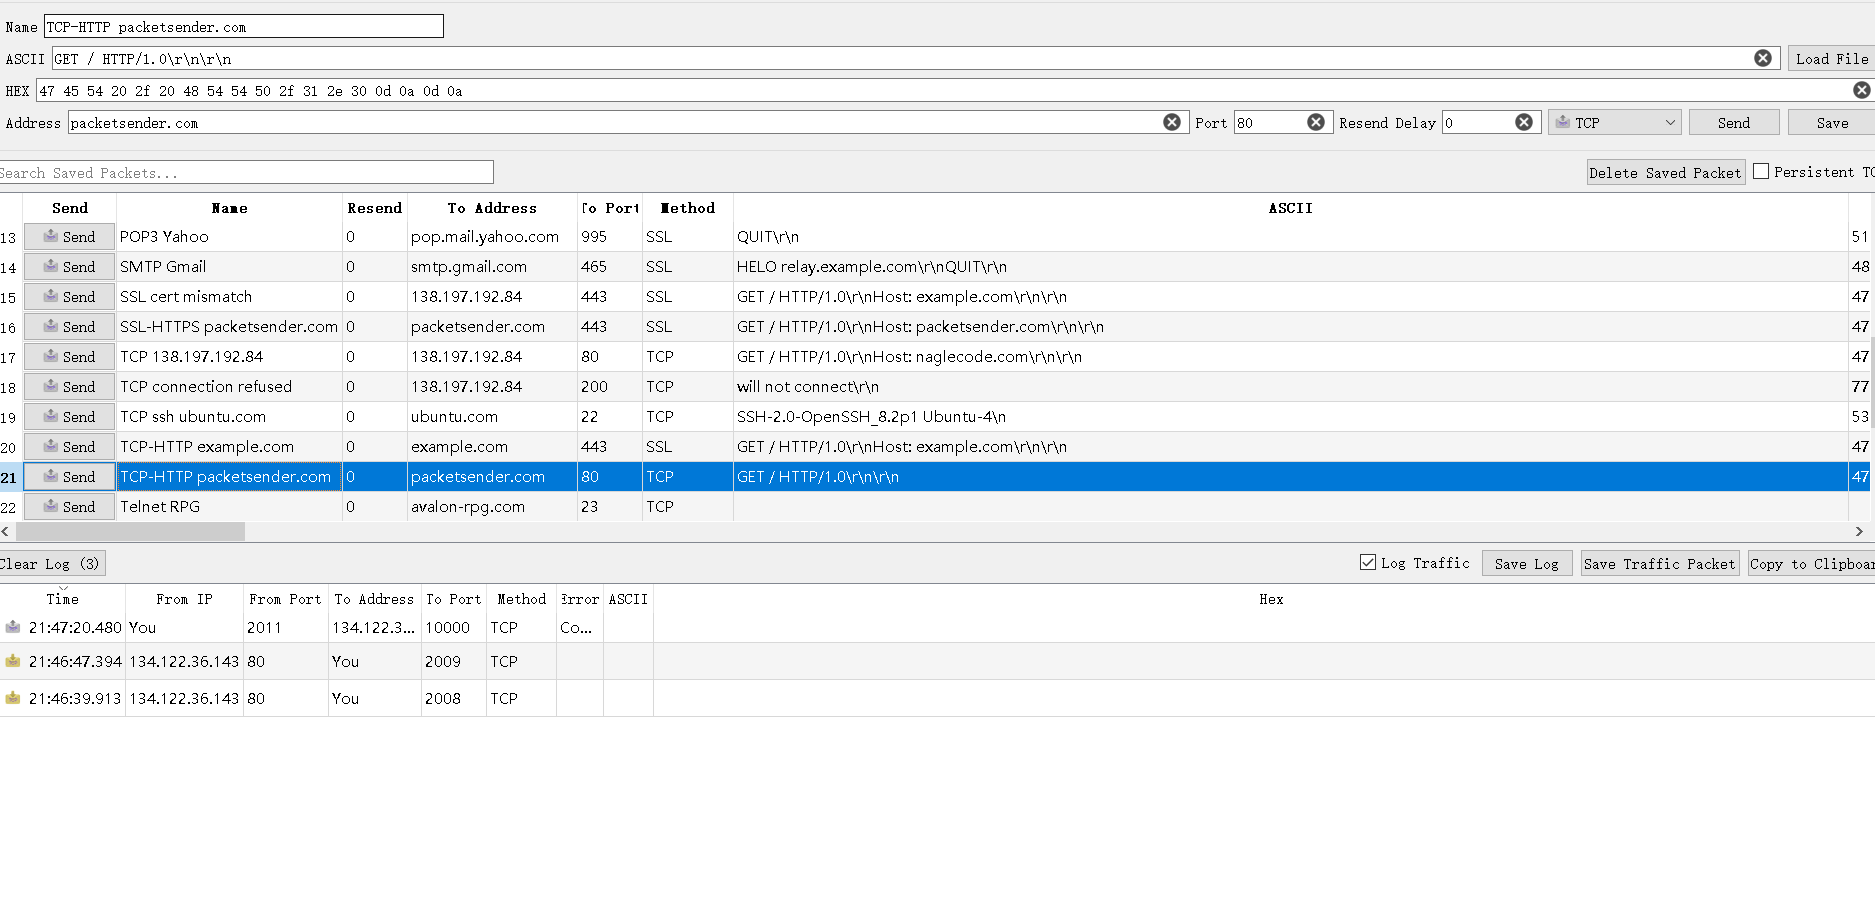 Name TCP-HTTP packetsender.com
ASCII GET / HTTP/1.0\r\n\r\n Load File
HEX 47 45 54 20 2f 20 48 54 54 50 2f 31 2e 30 0d 0a 0d 0a
Address packetsender.com Port 80 Resend Delay 0 TCP Send Save
Search Saved Packets... Delete Saved Packet Persistent TC
Send Name Resend To Address To Port Method ASCII
13 Send POP3 Yahoo 0 pop.mail.yahoo.com 995 SSL QUIT\r\n 51
14 Send SMTP Gmail 0 smtp.gmail.com 465 SSL HELO relay.example.com\r\nQUIT\r\n 48
15 Send SSL cert mismatch 0 138.197.192.84 443 SSL GET / HTTP/1.0\r\nHost: example.com\r\n\r\n 47
16 Send SSL-HTTPS packetsender.com 0 packetsender.com 443 SSL GET / HTTP/1.0\r\nHost: packetsender.com\r\n\r\n 47
17 Send TCP 138.197.192.84 0 138.197.192.84 80 TCP GET / HTTP/1.0\r\nHost: naglecode.com\r\n\r\n 47
18 Send TCP connection refused 0 138.197.192.84 200 TCP will not connect\r\n 77
19 Send TCP ssh ubuntu.com 0 ubuntu.com 22 TCP SSH-2.0-OpenSSH_8.2p1 Ubuntu-4\n 53
20 Send TCP-HTTP example.com 0 example.com 443 SSL GET / HTTP/1.0\r\nHost: example.com\r\n\r\n 47
21 Send TCP-HTTP packetsender.com 0 packetsender.com 80 TCP GET / HTTP/1.0\r\n\r\n 47
22 Send Telnet RPG 0 avalon-rpg.com 23 TCP
Clear Log (3) Log Traffic Save Log Save Traffic Packet Copy to Clipboar
Time From IP From Port To Address To Port Method Error ASCII Hex
21:47:20.480 You 2011 134.122.3... 10000 TCP Co...
21:46:47.394 134.122.36.143 80 You 2009 TCP
21:46:39.913 134.122.36.143 80 You 2008 TCP